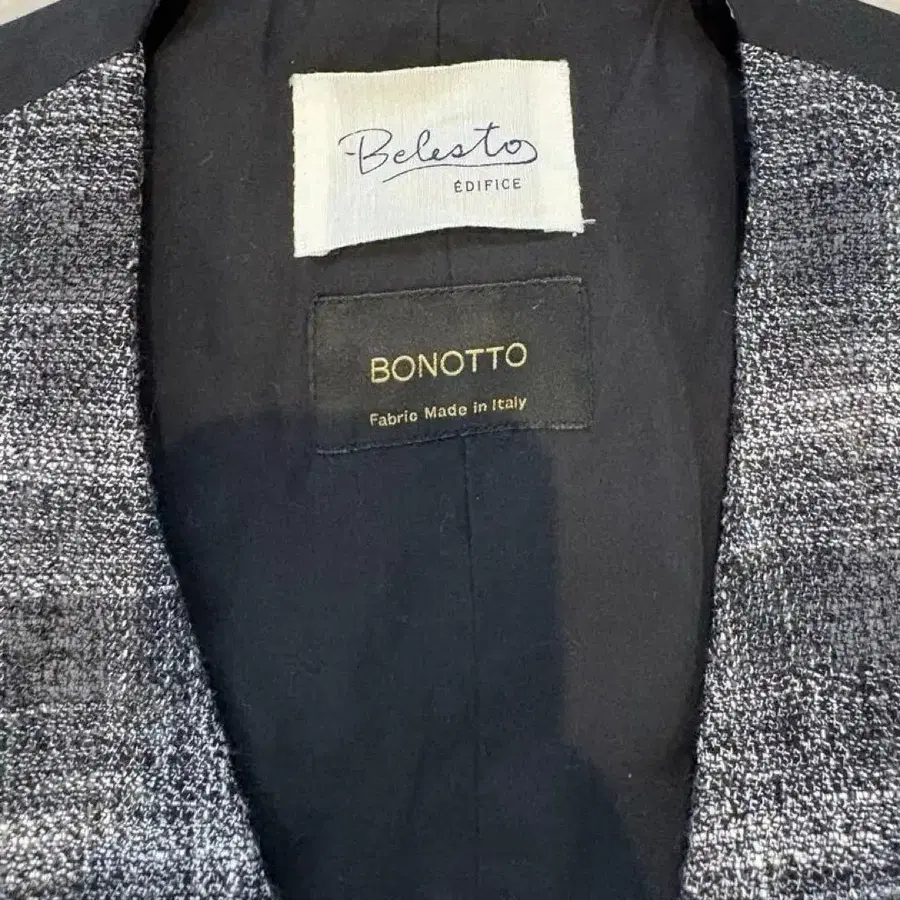 Belesto
ÉDIFICE
BONOTTO
Fabric Made in Italy